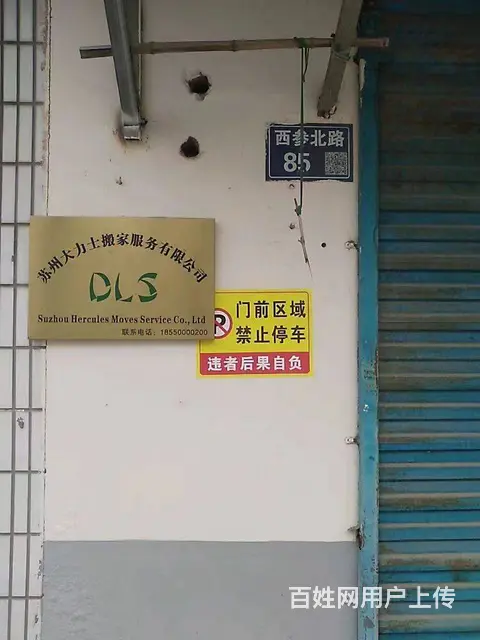 西参北路
85
苏州大力士搬家服务有限公司
DLS
Suzhou Hercules Moves Service Co., Ltd
联系电话：18550000200
门前区域
禁止停车
违者后果自负
百姓网用户上传